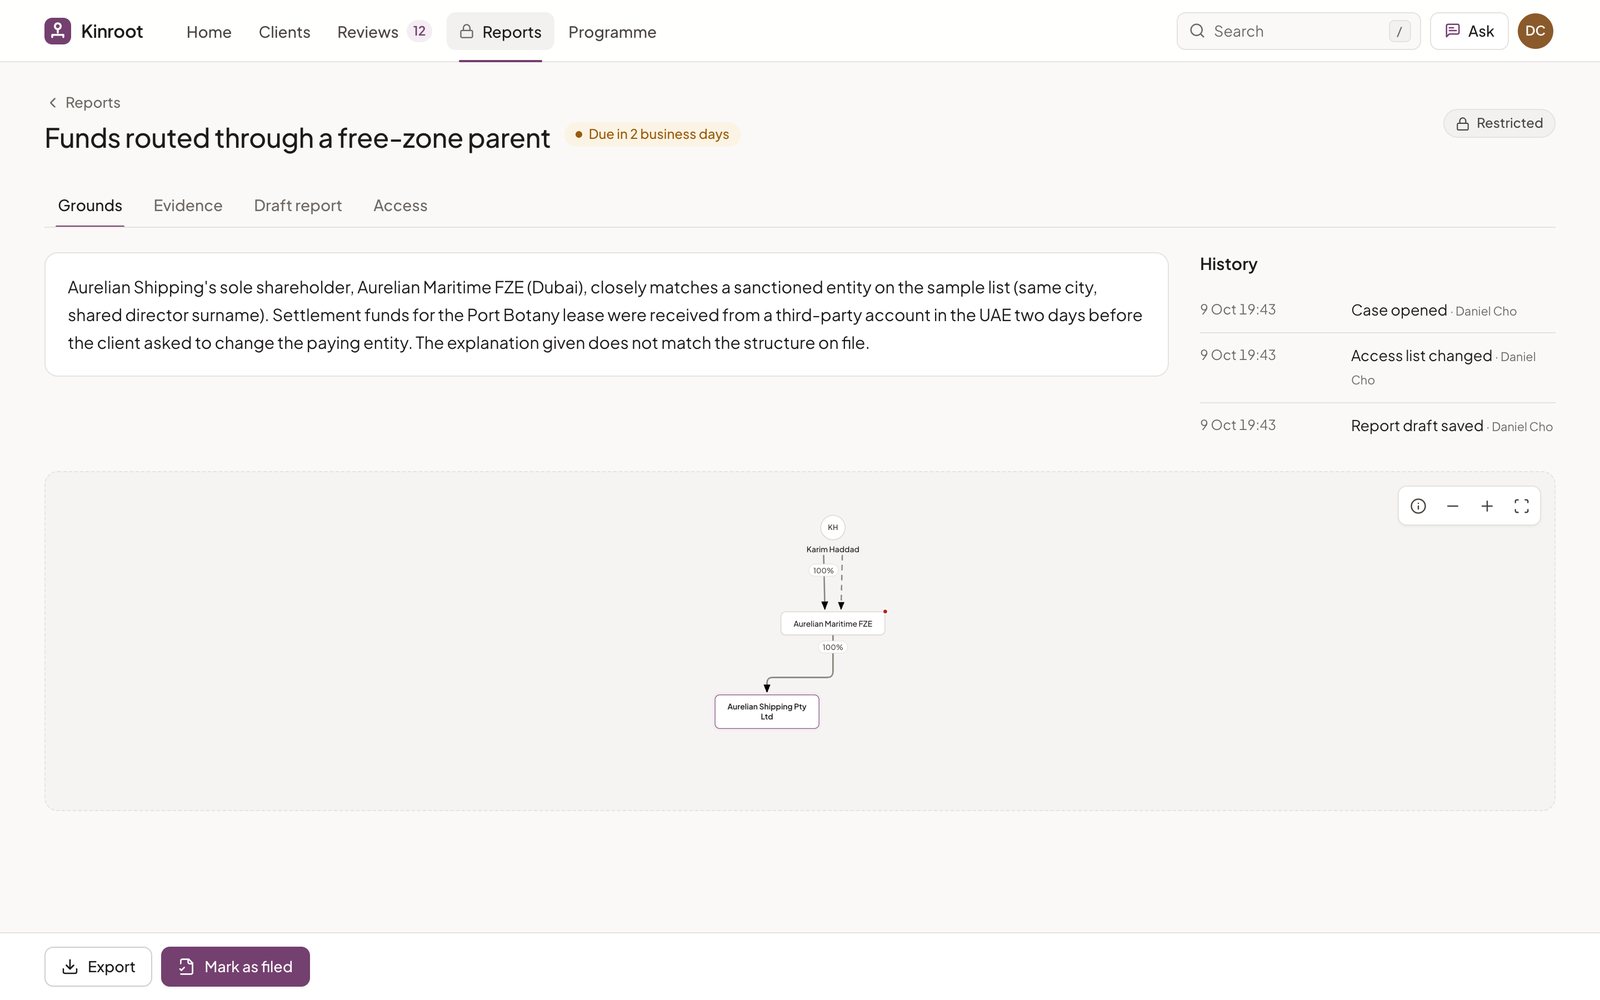 Kinroot
Home
Clients
Reviews 12
Reports
Programme
Search /
Ask
DC
Reports
Funds routed through a free-zone parent
Due in 2 business days
Restricted
Grounds
Evidence
Draft report
Access
Aurelian Shipping's sole shareholder, Aurelian Maritime FZE (Dubai), closely matches a sanctioned entity on the sample list (same city,
shared director surname). Settlement funds for the Port Botany lease were received from a third-party account in the UAE two days before
the client asked to change the paying entity. The explanation given does not match the structure on file.
History
9 Oct 19:43 Case opened · Daniel Cho
9 Oct 19:43 Access list changed · Daniel
Cho
9 Oct 19:43 Report draft saved · Daniel Cho
KH
Karim Haddad
100%
Aurelian Maritime FZE
100%
Aurelian Shipping Pty
Ltd
Export
Mark as filed